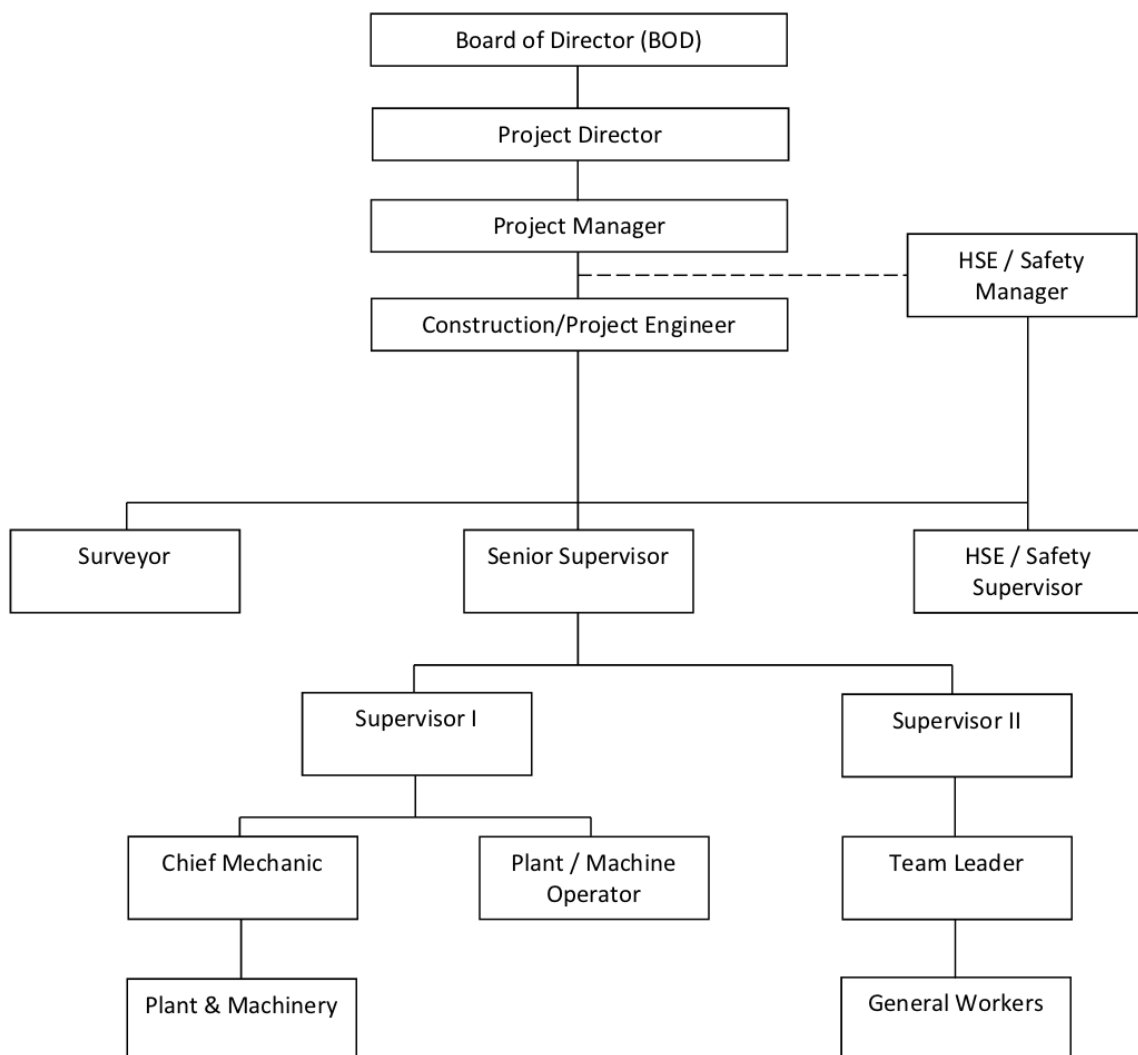 Board of Director (BOD)
Project Director
Project Manager
HSE / Safety
Manager
Construction/Project Engineer
Surveyor
Senior Supervisor
HSE / Safety
Supervisor
Supervisor I
Supervisor II
Chief Mechanic
Plant / Machine
Operator
Team Leader
Plant & Machinery
General Workers